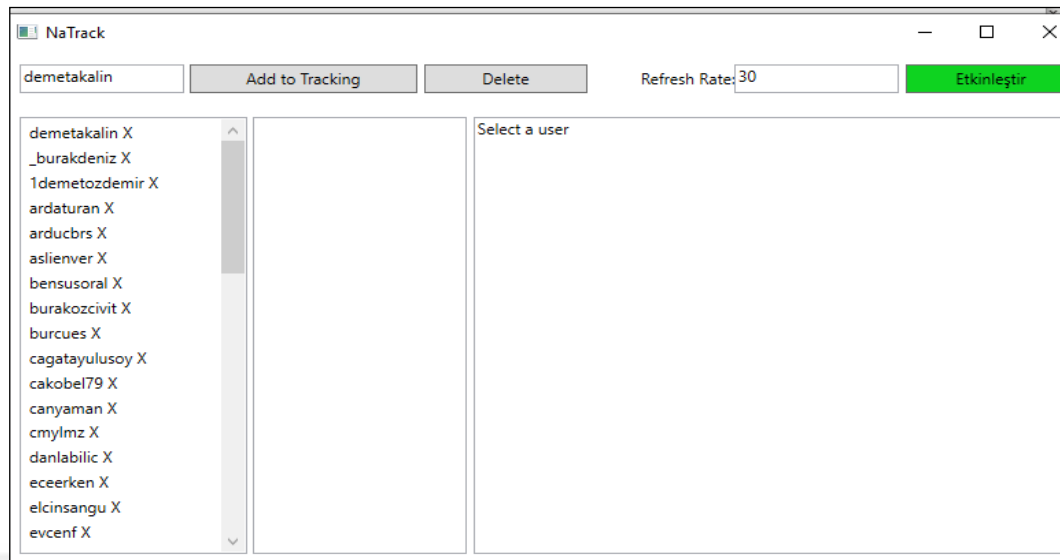 NaTrack
demetakalin Add to Tracking Delete Refresh Rate: 30 Etkinleştir
Select a user
demetakalin X
_burakdeniz X
1demetozdemir X
ardaturan X
arducbrs X
aslienver X
bensusoral X
burakozcivit X
burcues X
cagatayulusoy X
cakobel79 X
canyaman X
cmylmz X
danlabilic X
eceerken X
elcinsangu X
evcenf X